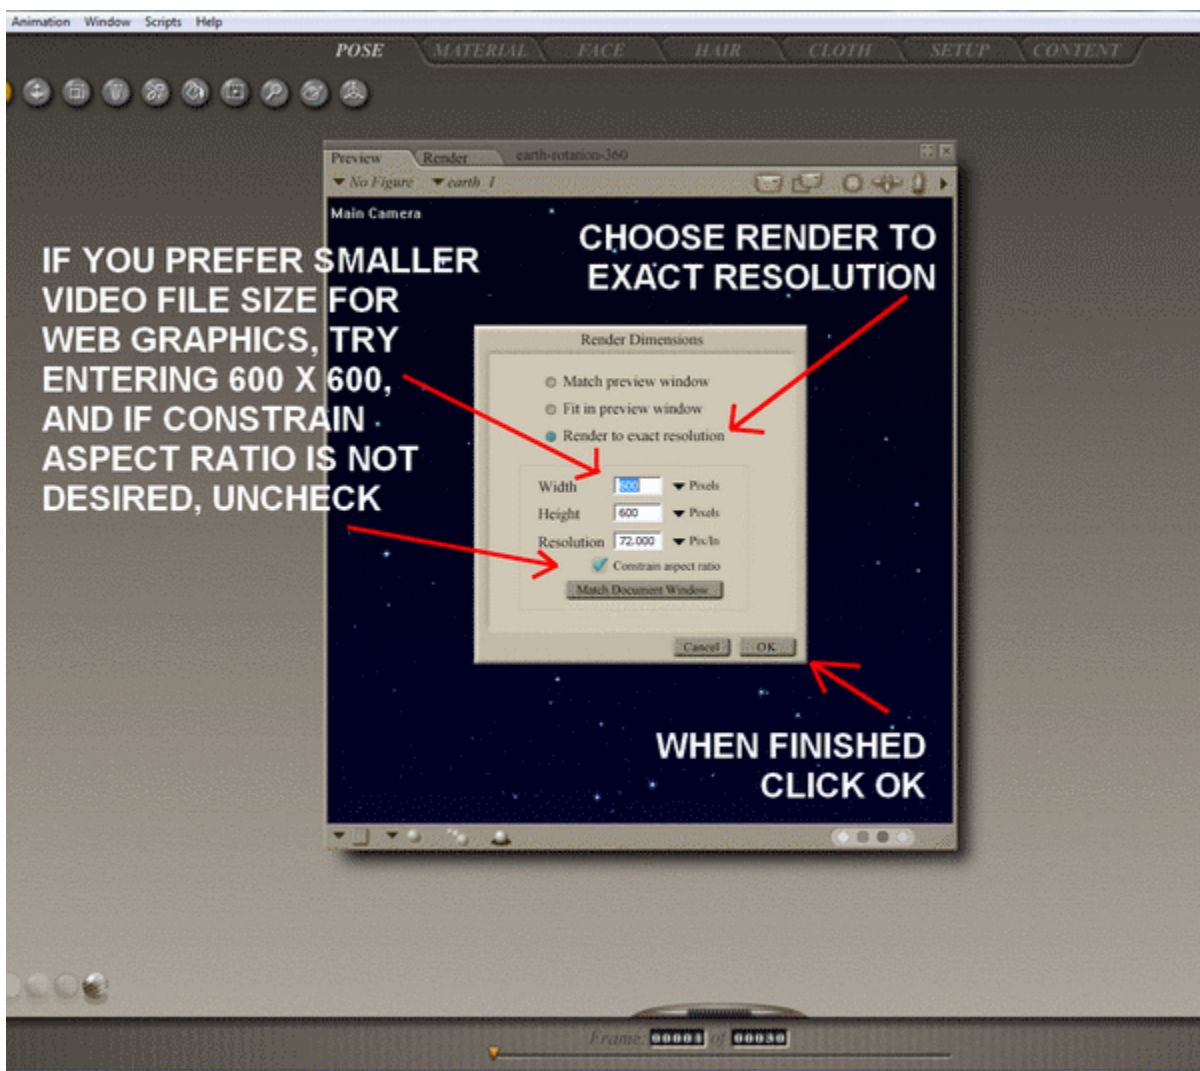 Animation Window Scripts Help
POSE MATERIAL FACE HAIR CLOTH SETUP CONTENT
Preview Render earth-rotation-360
No Figure earth 1
Main Camera
IF YOU PREFER SMALLER
VIDEO FILE SIZE FOR
WEB GRAPHICS, TRY
ENTERING 600 X 600,
AND IF CONSTRAIN
ASPECT RATIO IS NOT
DESIRED, UNCHECK
CHOOSE RENDER TO
EXACT RESOLUTION
Render Dimensions
Match preview window
Fit in preview window
Render to exact resolution
Width 600 Pixels
Height 600 Pixels
Resolution 72.000 Pix/In
Constrain aspect ratio
Match Document Window
Cancel OK
WHEN FINISHED
CLICK OK
Frame: 00001 of 00030